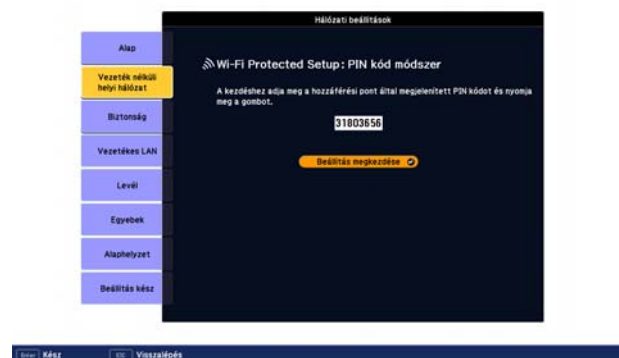 Hálózati beállítások
Alap
Vezeték nélküli
helyi hálózat
Biztonság
Vezetékes LAN
Levél
Egyebek
Alaphelyzet
Beállítás kész
Wi-Fi Protected Setup: PIN kód módszer
A kezdéshez adja meg a hozzáférési pont által megjelenített PIN kódot és nyomja
meg a gombot.
31803656
Beállítás megkezdése
Enter Kész
ESC Visszalépés